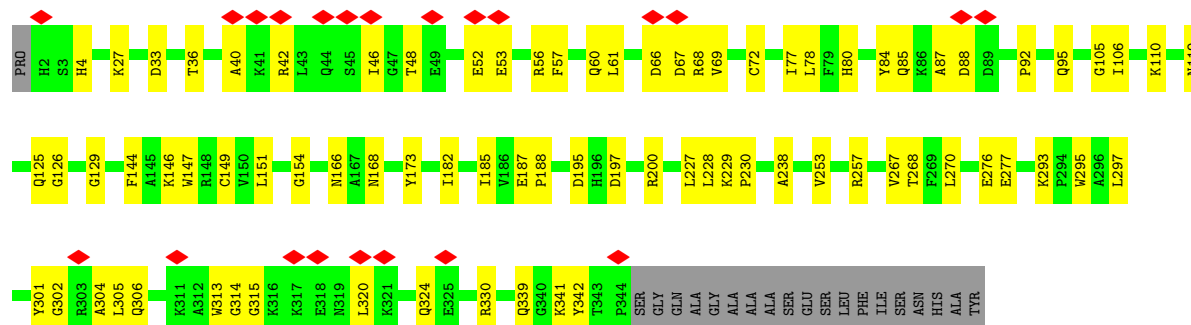 PRO H2 S3 H4 K27 D33 T36 A40 K41 R42 L43 Q44 S45 I46 G47 T48 E49 E52 E53 R56 F57 Q60 L61 D66 D67 R68 V69 C72 I77 L78 F79 H80 Y84 Q85 K86 A87 D88 D89 P92 Q95 G105 I106 K110
Q125 G126 G129 F144 A145 K146 W147 R148 C149 V150 L151 G154 N166 A167 N168 Y173 I182 I185 V186 E187 P188 D195 H196 D197 R200 L227 L228 K229 P230 A238 V253 R257 V267 T268 F269 L270 E276 E277 K293 P294 W295 A296 L297
Y301 G302 R303 A304 L305 Q306 K311 A312 W313 G314 G315 K316 K317 E318 N319 L320 K321 Q324 E325 R330 Q339 G340 K341 Y342 T343 P344 SER GLY GLN ALA GLY ALA ALA ALA SER GLU SER LEU PHE ILE SER ASN HIS ALA TYR